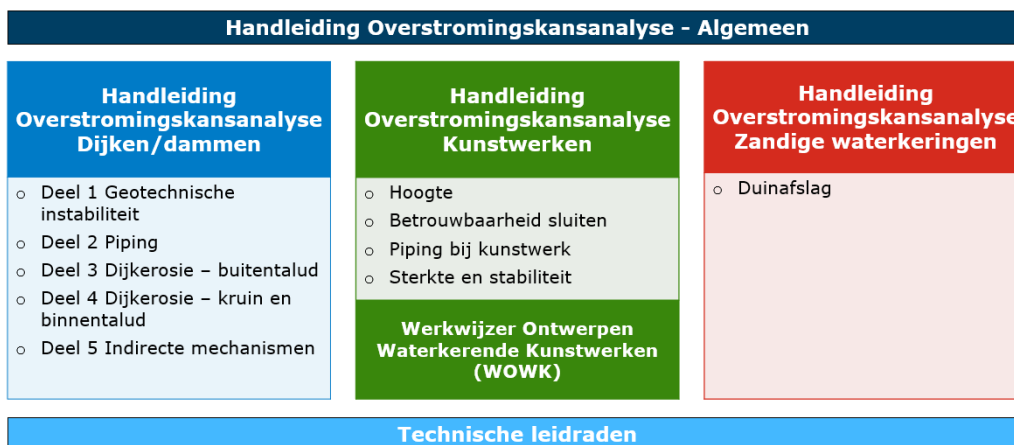 Handleiding Overstromingskansanalyse - Algemeen
Handleiding
Overstromingskansanalyse
Dijken/dammen
o Deel 1 Geotechnische
instabiliteit
o Deel 2 Piping
o Deel 3 Dijkerosie – buitentalud
o Deel 4 Dijkerosie – kruin en
binnentalud
o Deel 5 Indirecte mechanismen
Handleiding
Overstromingskansanalyse
Kunstwerken
o Hoogte
o Betrouwbaarheid sluiten
o Piping bij kunstwerk
o Sterkte en stabiliteit
Werkwijzer Ontwerpen
Waterkerende Kunstwerken
(WOWK)
Handleiding
Overstromingskansanalyse
Zandige waterkeringen
o Duinafslag
Technische leidraden